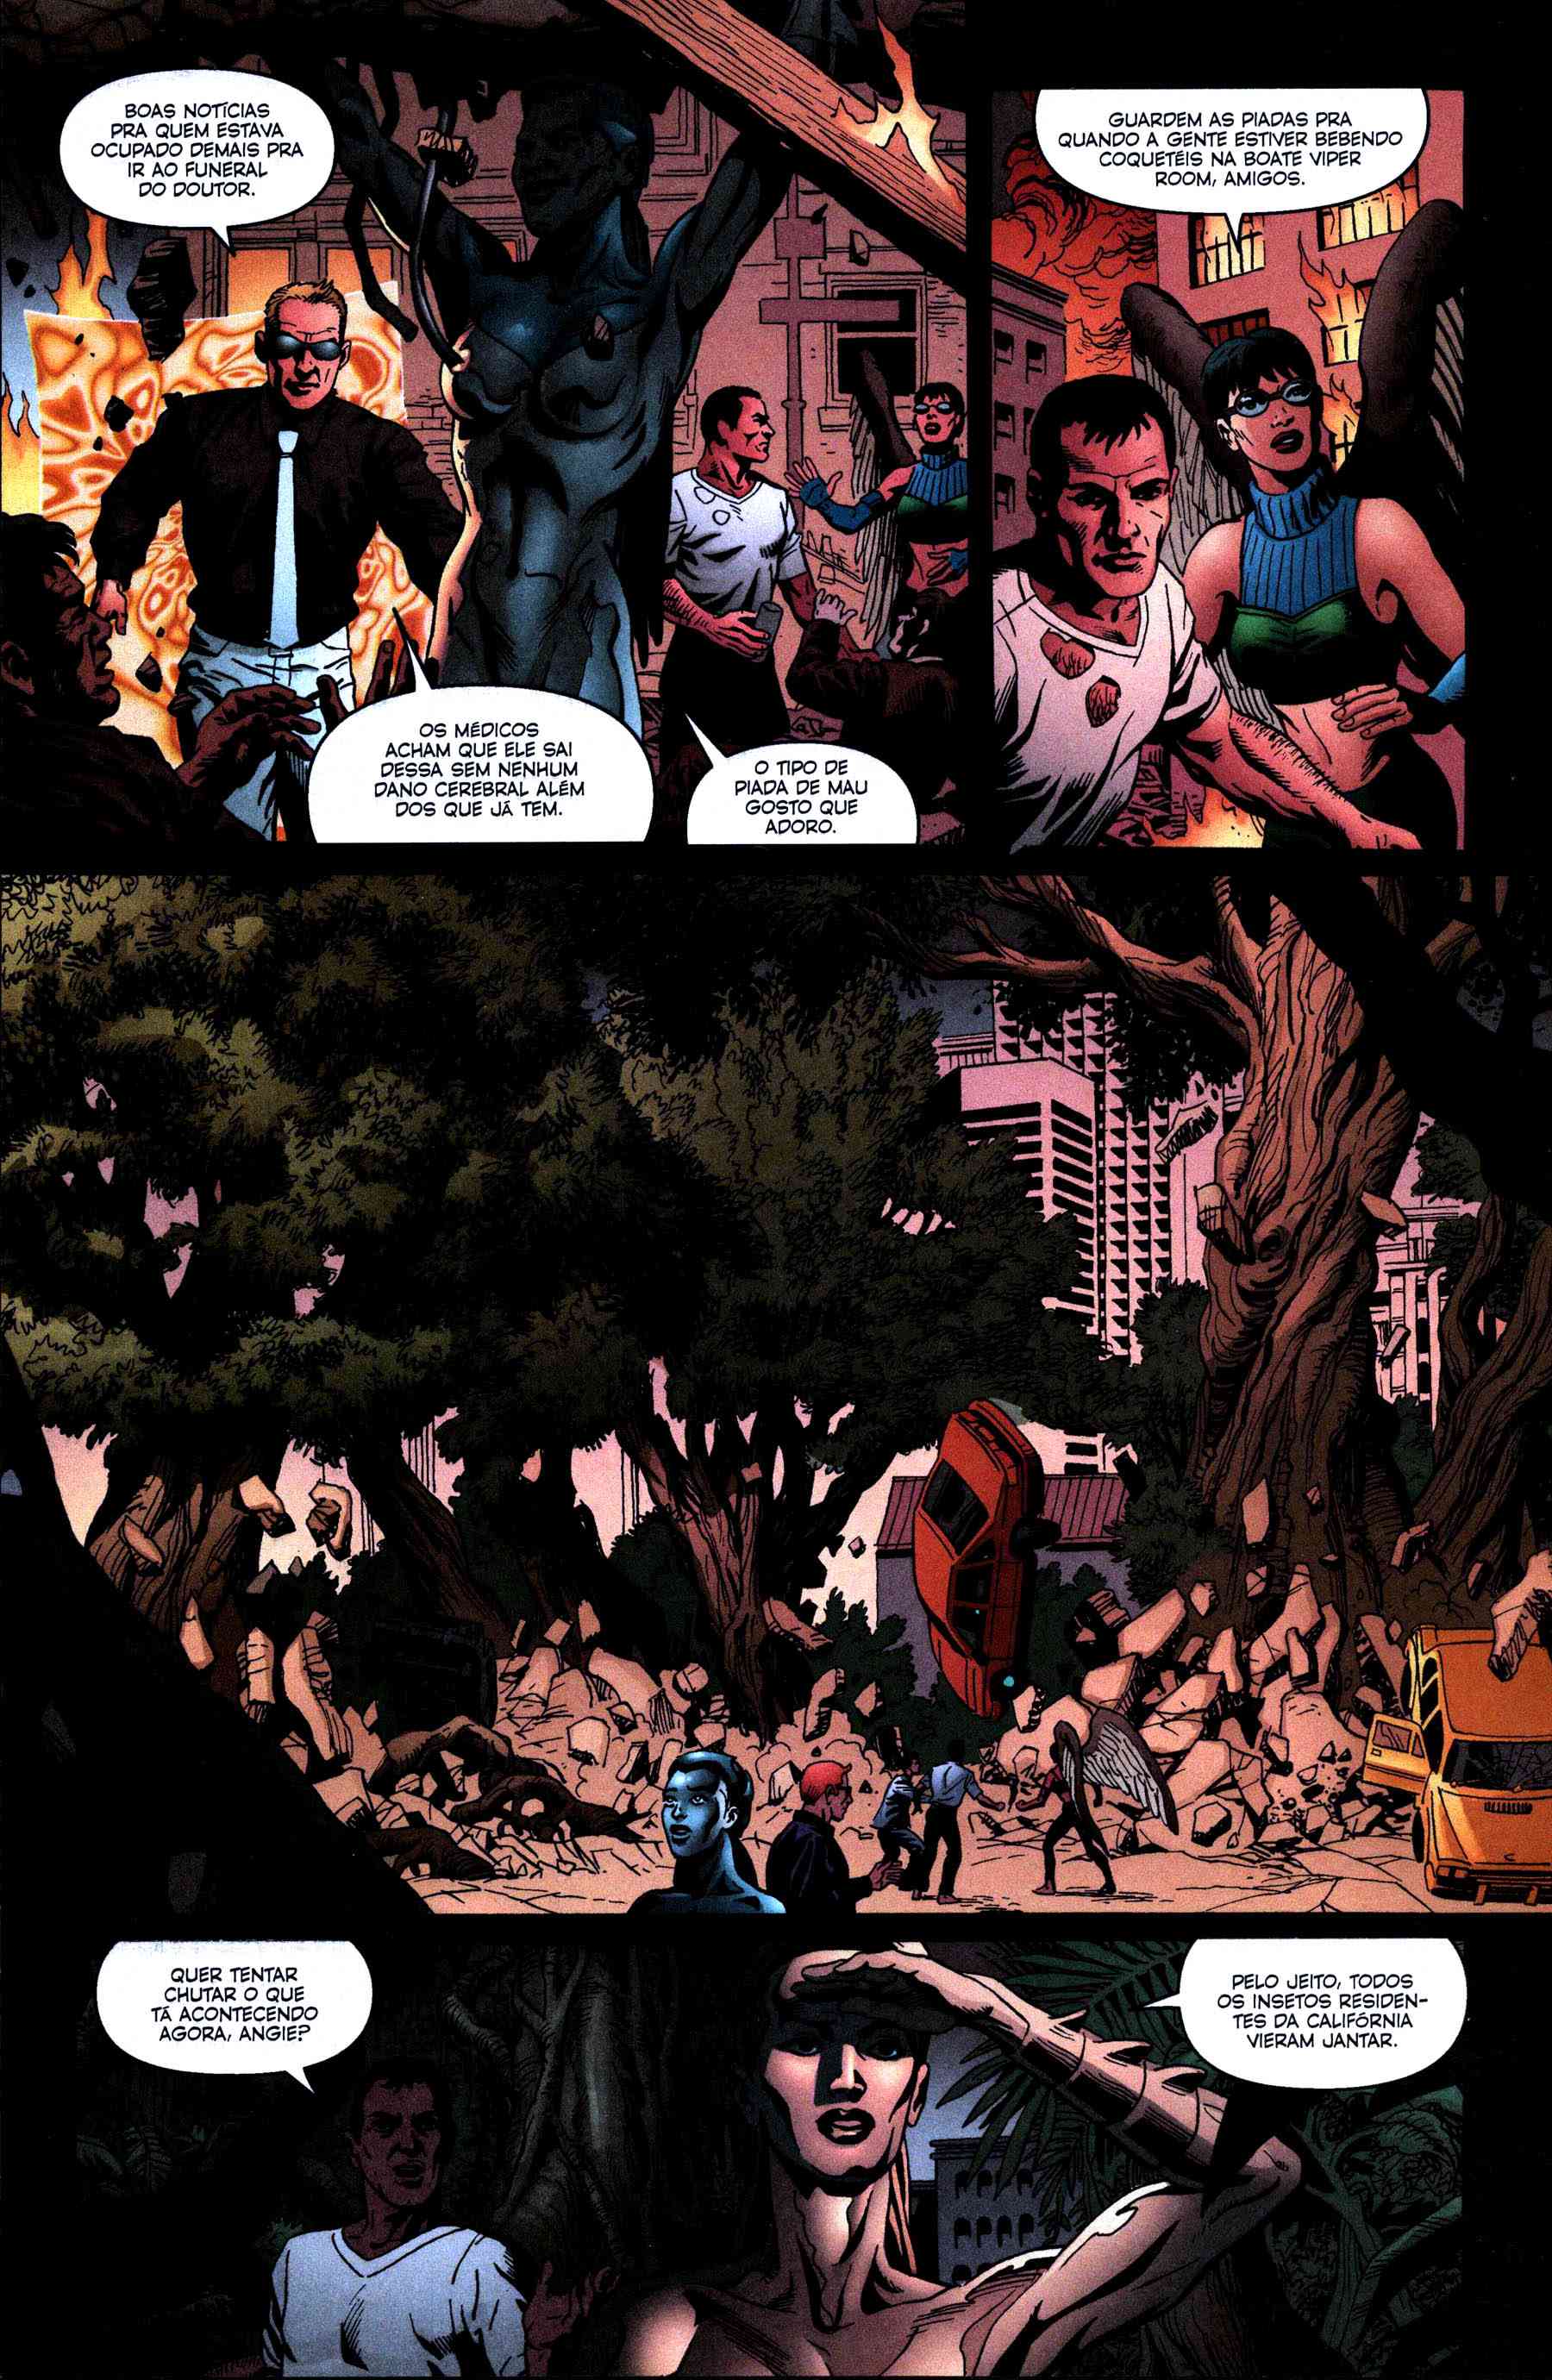 BOAS NOTÍCIAS
PRA QUEM ESTAVA
OCUPADO DEMAIS PRA
IR AO FUNERAL
DO DOUTOR.
OS MÉDICOS
ACHAM QUE ELE SAI
DESSA SEM NENHUM
DANO CEREBRAL ALÉM
DOS QUE JÁ TEM.
O TIPO DE
PIADA DE MAU
GOSTO QUE
ADORO.
GUARDEM AS PIADAS PRA
QUANDO A GENTE ESTIVER BEBENDO
COQUETÉIS NA BOATE VIPER
ROOM, AMIGOS.
QUER TENTAR
CHUTAR O QUE
TÁ ACONTECENDO
AGORA, ANGIE?
PELO JEITO, TODOS
OS INSETOS RESIDEN-
TES DA CALIFÓRNIA
VIERAM JANTAR.